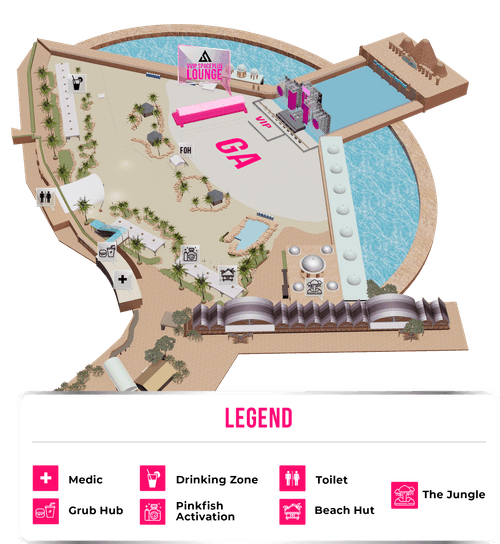 VVIP SPACEPLUS
LOUNGE
VIP
GA
FOH
LEGEND
Medic
Drinking Zone
Toilet
The Jungle
Grub Hub
Pinkfish
Activation
Beach Hut